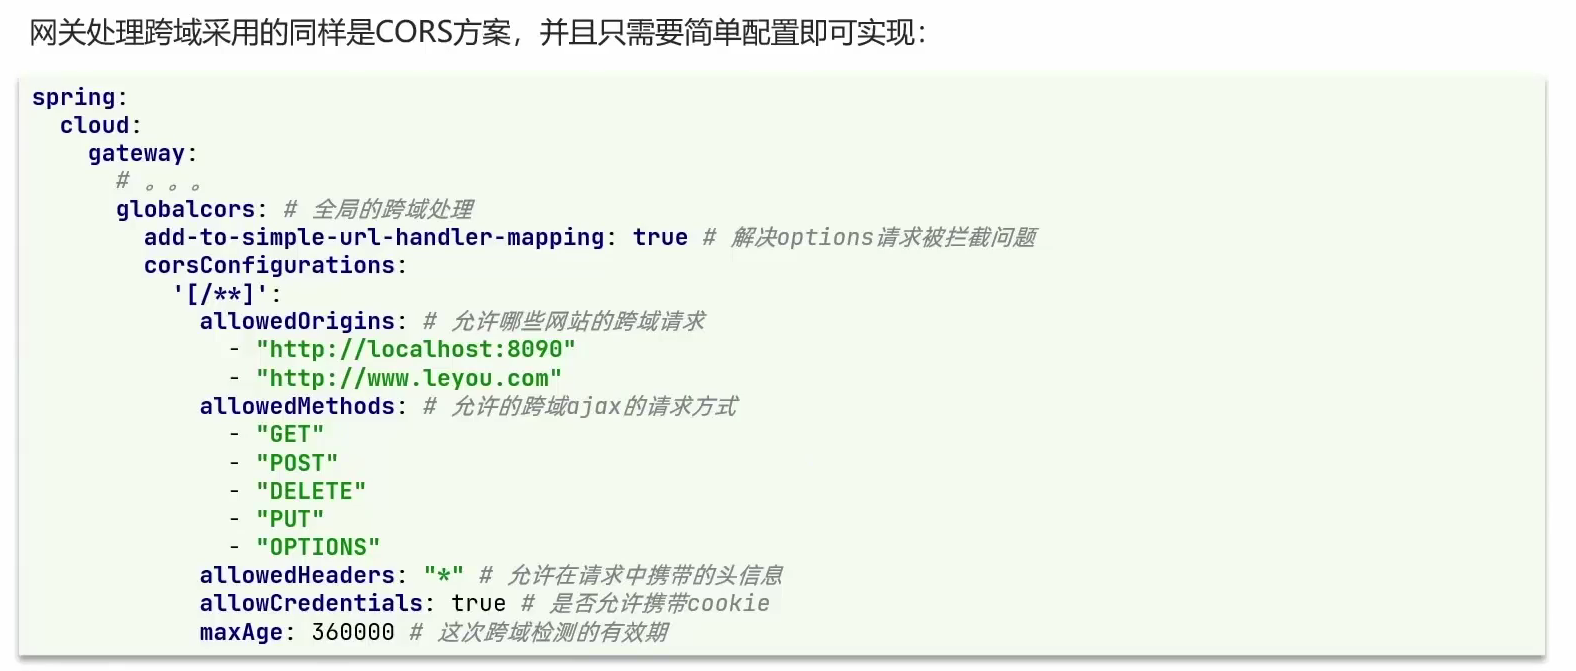 网关处理跨域采用的同样是CORS方案，并且只需要简单配置即可实现：
spring:
  cloud:
    gateway:
      # 。。。
      globalcors: # 全局的跨域处理
        add-to-simple-url-handler-mapping: true # 解决options请求被拦截问题
        corsConfigurations:
          '[/**]':
            allowedOrigins: # 允许哪些网站的跨域请求
              - "http://localhost:8090"
              - "http://www.leyou.com"
            allowedMethods: # 允许的跨域ajax的请求方式
              - "GET"
              - "POST"
              - "DELETE"
              - "PUT"
              - "OPTIONS"
            allowedHeaders: "*" # 允许在请求中携带的头信息
            allowCredentials: true # 是否允许携带cookie
            maxAge: 360000 # 这次跨域检测的有效期